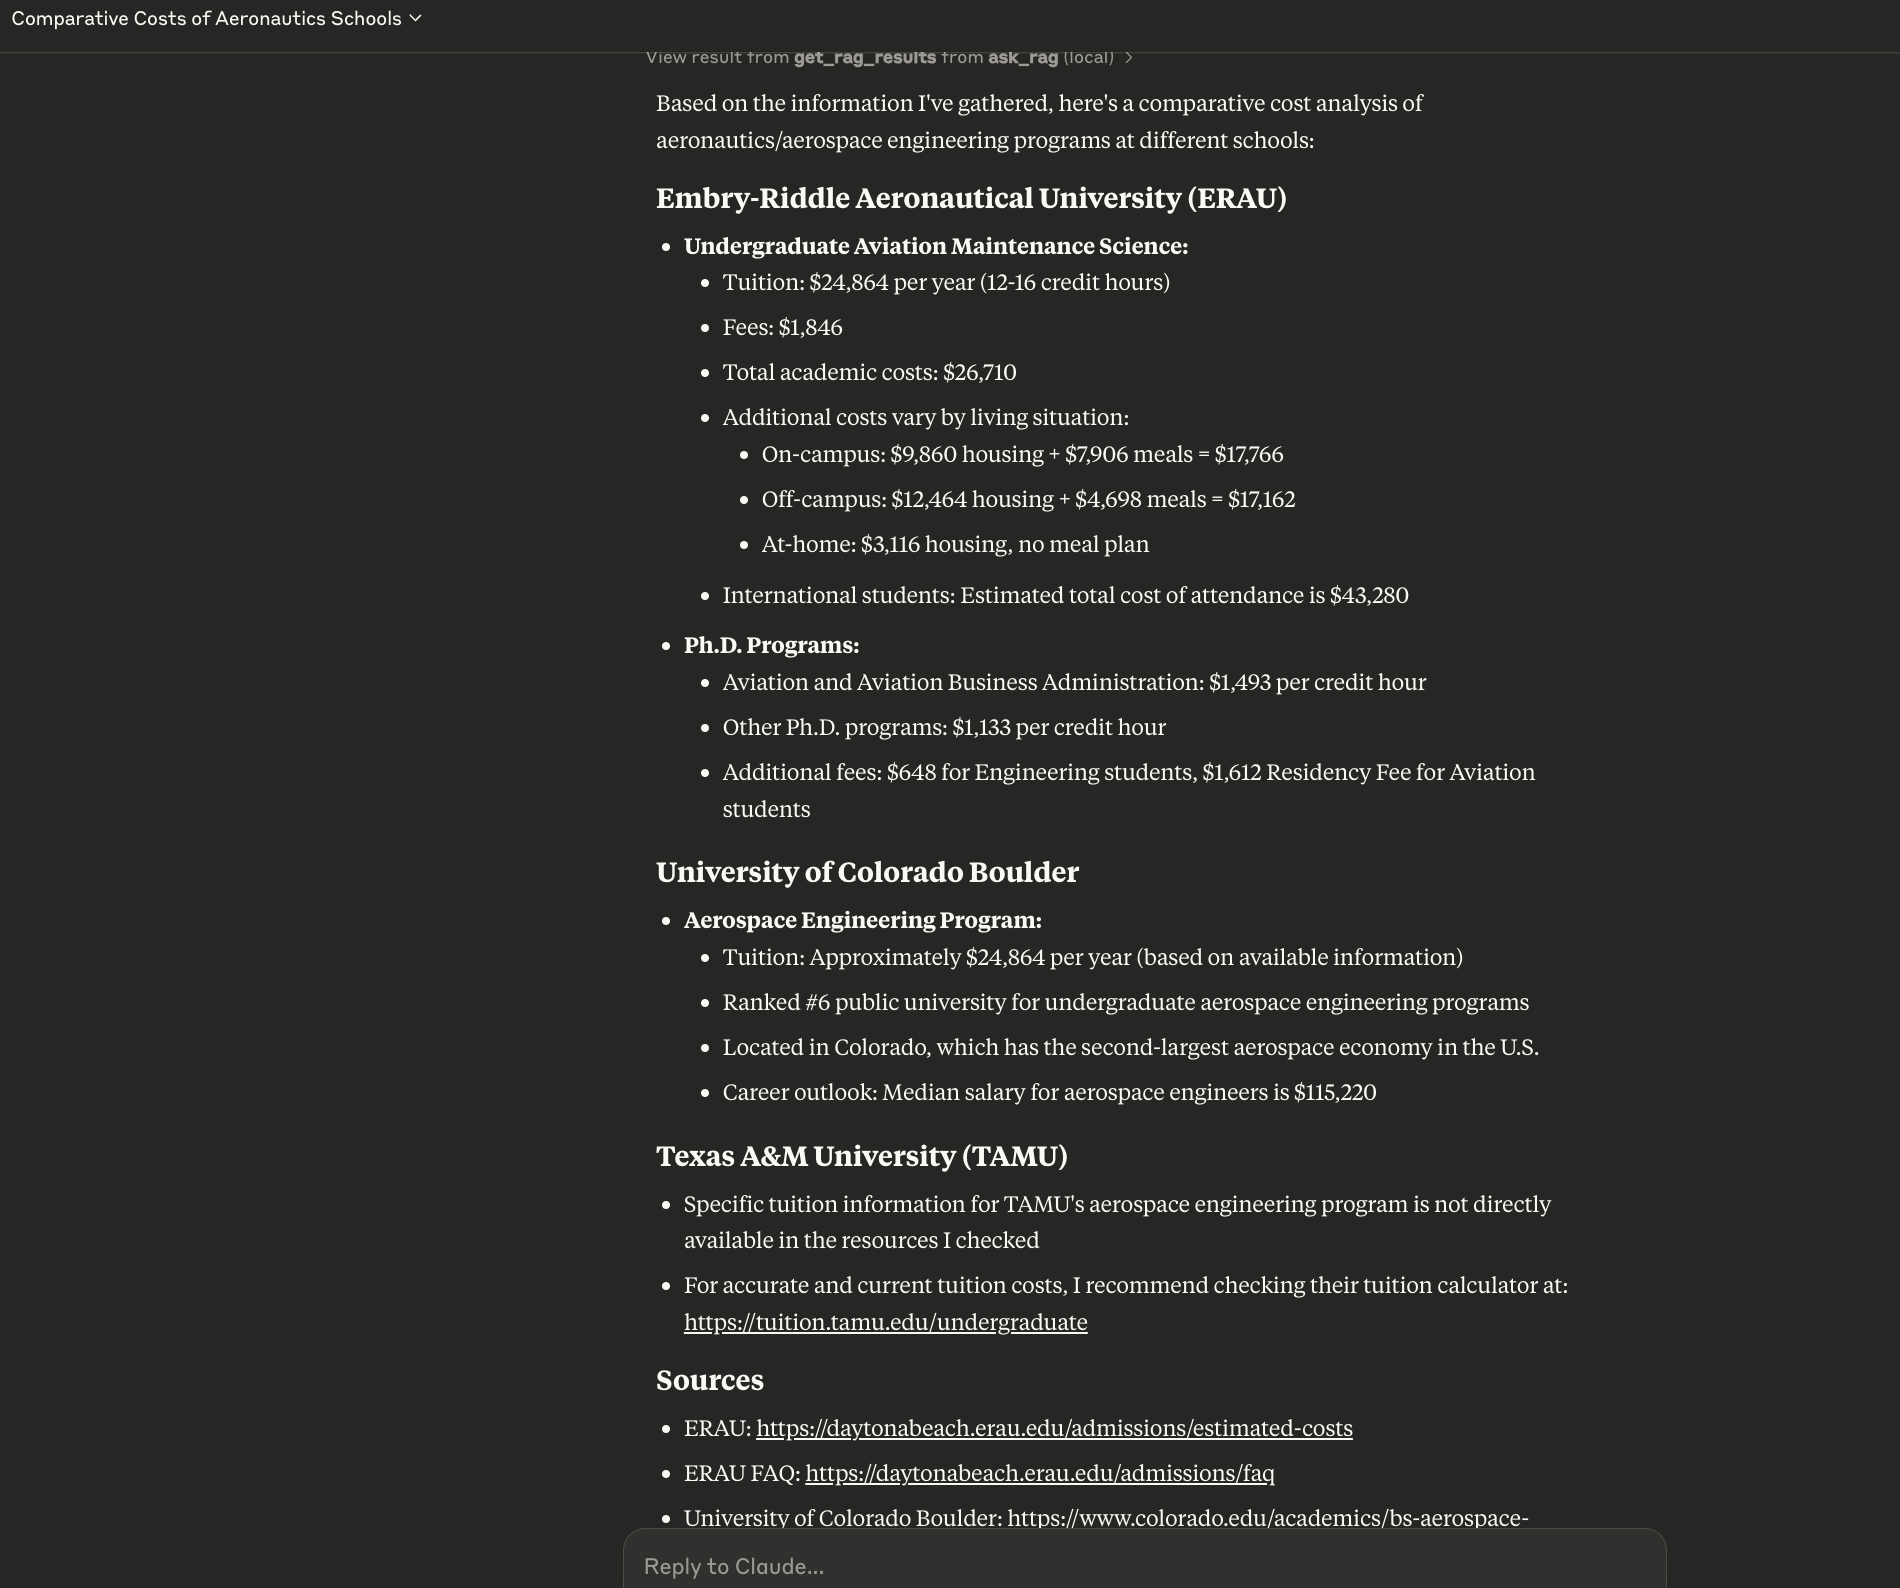 Comparative Costs of Aeronautics Schools
View result from get_rag_results from ask_rag (local)
Based on the information I've gathered, here's a comparative cost analysis of
aeronautics/aerospace engineering programs at different schools:
Embry-Riddle Aeronautical University (ERAU)
Undergraduate Aviation Maintenance Science:
Tuition: $24,864 per year (12-16 credit hours)
Fees: $1,846
Total academic costs: $26,710
Additional costs vary by living situation:
On-campus: $9,860 housing + $7,906 meals = $17,766
Off-campus: $12,464 housing + $4,698 meals = $17,162
At-home: $3,116 housing, no meal plan
International students: Estimated total cost of attendance is $43,280
Ph.D. Programs:
Aviation and Aviation Business Administration: $1,493 per credit hour
Other Ph.D. programs: $1,133 per credit hour
Additional fees: $648 for Engineering students, $1,612 Residency Fee for Aviation
students
University of Colorado Boulder
Aerospace Engineering Program:
Tuition: Approximately $24,864 per year (based on available information)
Ranked #6 public university for undergraduate aerospace engineering programs
Located in Colorado, which has the second-largest aerospace economy in the U.S.
Career outlook: Median salary for aerospace engineers is $115,220
Texas A&M University (TAMU)
Specific tuition information for TAMU's aerospace engineering program is not directly
available in the resources I checked
For accurate and current tuition costs, I recommend checking their tuition calculator at:
https://tuition.tamu.edu/undergraduate
Sources
ERAU: https://daytonabeach.erau.edu/admissions/estimated-costs
ERAU FAQ: https://daytonabeach.erau.edu/admissions/faq
University of Colorado Boulder: https://www.colorado.edu/academics/bs-aerospace-
Reply to Claude...